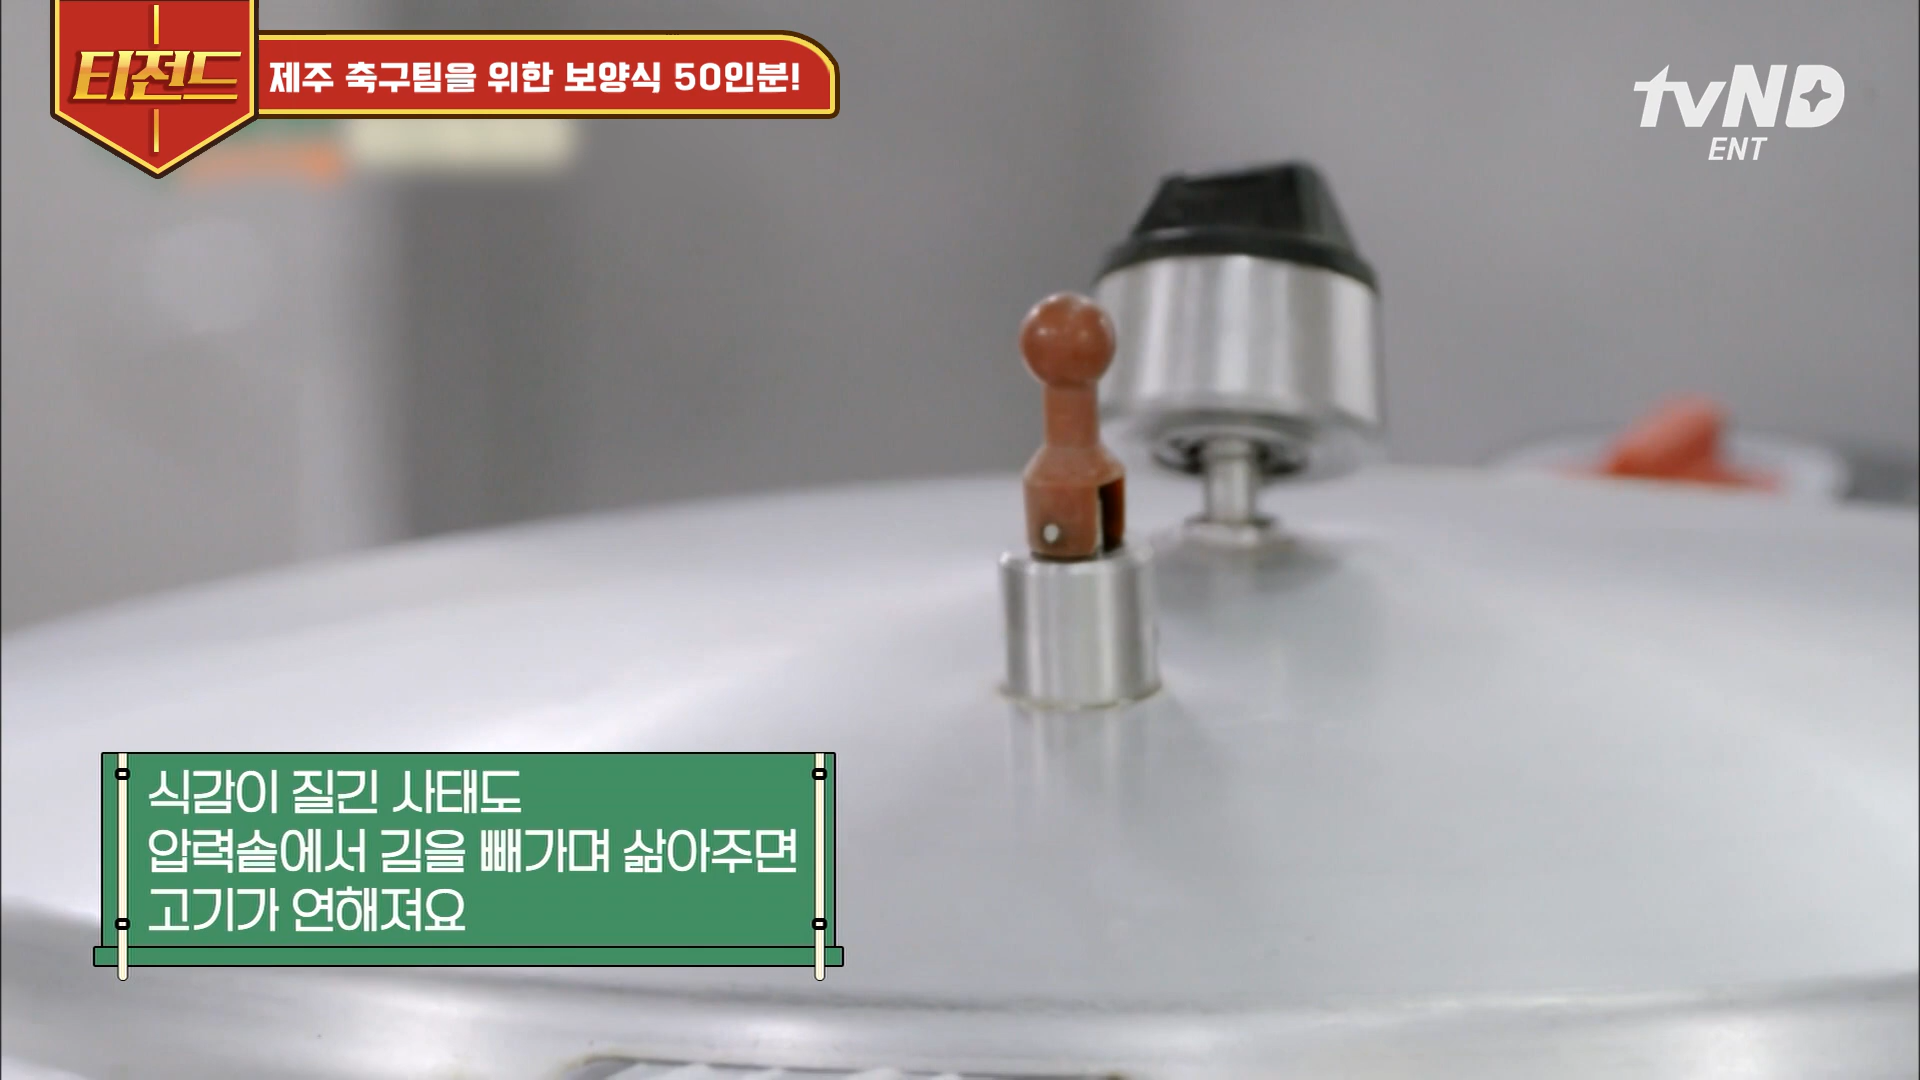 티전드
제주 축구팀을 위한 보양식 50인분!
tvND
ENT
식감이 질긴 사태도
압력솥에서 김을 빼가며 삶아주면
고기가 연해져요